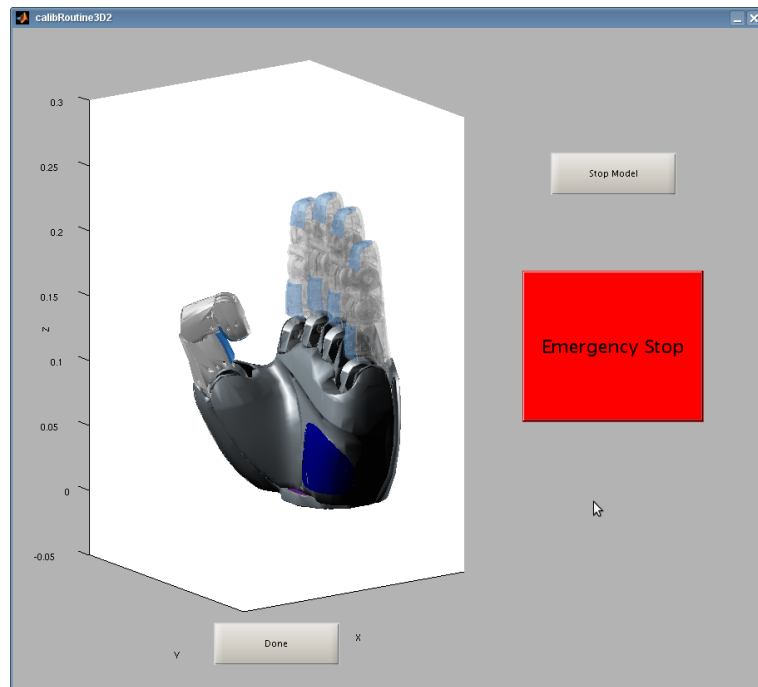 calibRoutine3D2
0.3
0.25
0.2
0.15
0.1
0.05
0
-0.05
Z
Stop Model
Emergency Stop
Done
X
Y